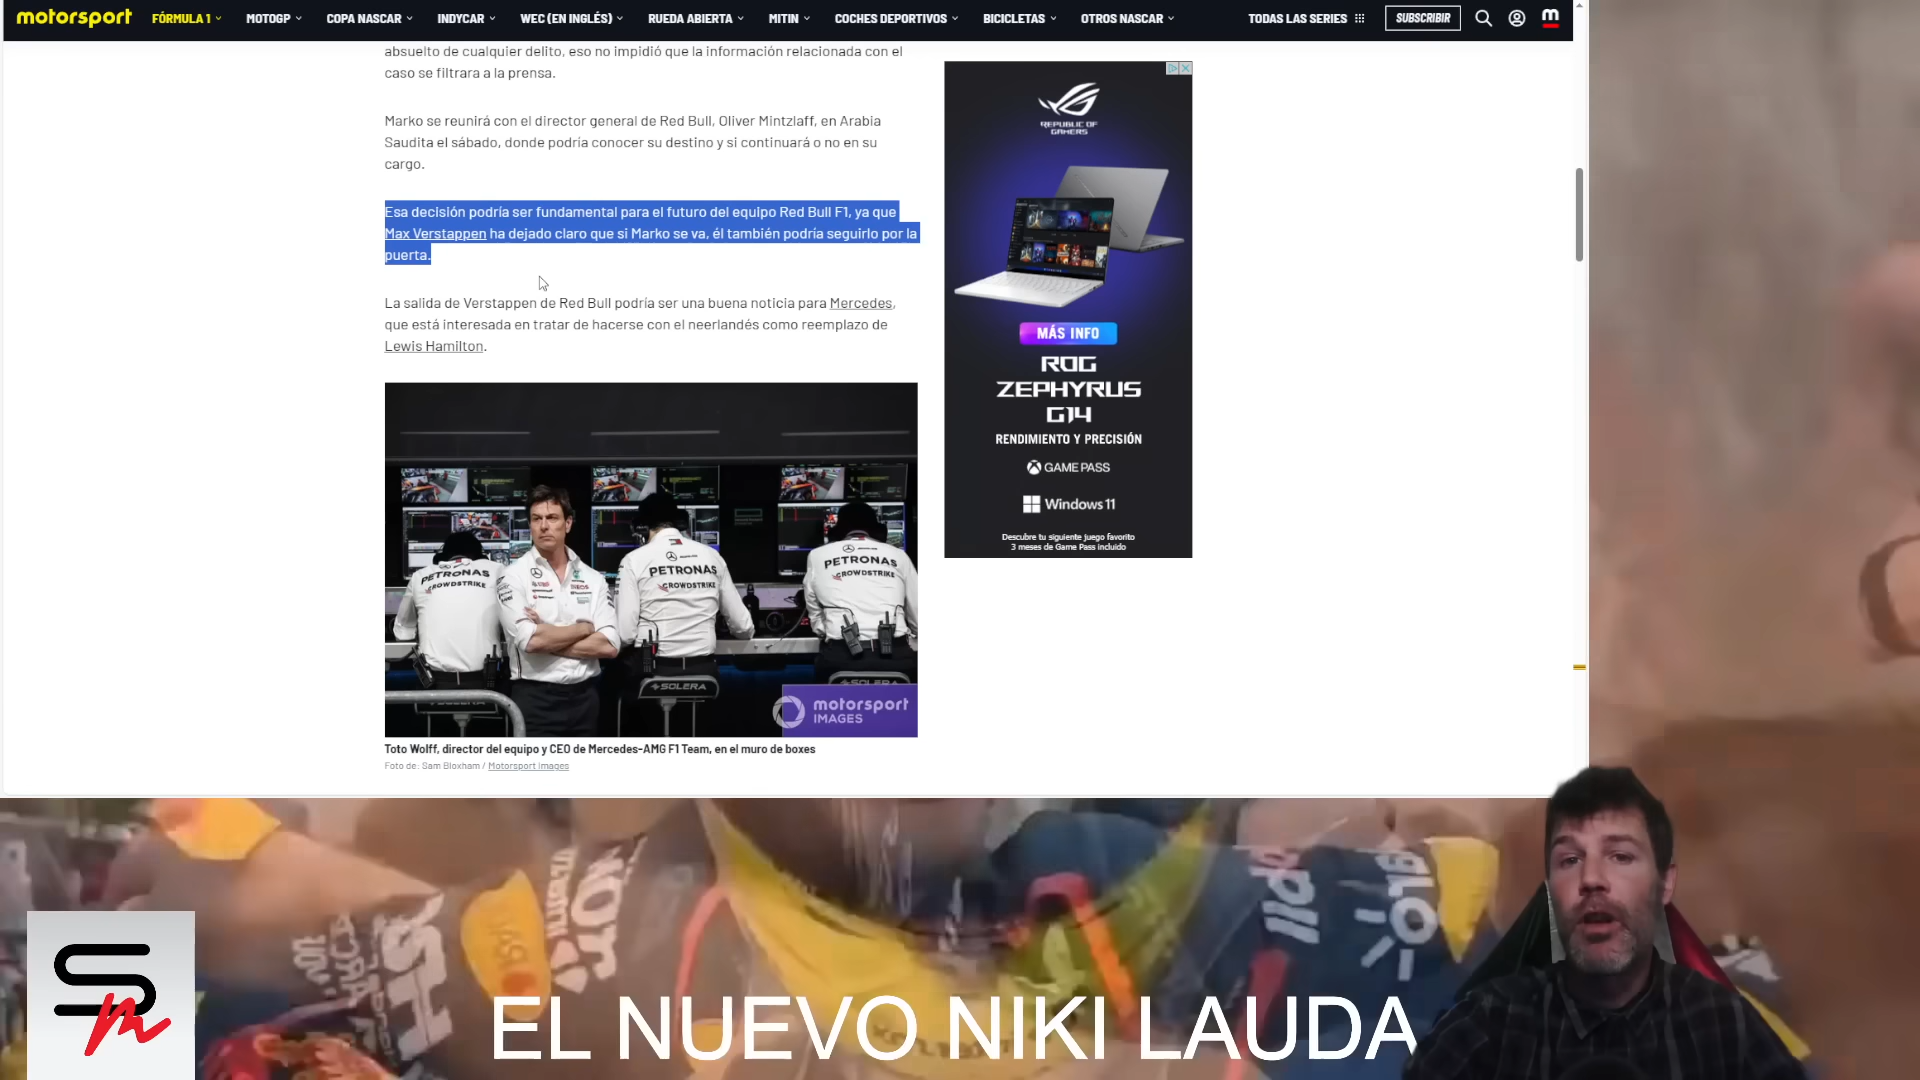 motorsport
FÓRMULA 1
MOTOGP
COPA NASCAR
INDYCAR
WEC (EN INGLÉS)
RUEDA ABIERTA
MITIN
COCHES DEPORTIVOS
BICICLETAS
OTROS NASCAR
TODAS LAS SERIES
SUBSCRIBIR
absuelto de cualquier delito, eso no impidió que la información relacionada con el
caso se filtrara a la prensa.
Marko se reunirá con el director general de Red Bull, Oliver Mintzlaff, en Arabia
Saudita el sábado, donde podría conocer su destino y si continuará o no en su
cargo.
Esa decisión podría ser fundamental para el futuro del equipo Red Bull F1, ya que
Max Verstappen ha dejado claro que si Marko se va, él también podría seguirlo por la
puerta.
La salida de Verstappen de Red Bull podría ser una buena noticia para Mercedes,
que está interesada en tratar de hacerse con el neerlandés como reemplazo de
Lewis Hamilton.
REPUBLIC OF
GAMERS
MÁS INFO
ROG
ZEPHYRUS
G14
RENDIMIENTO Y PRECISIÓN
GAME PASS
Windows 11
Descubre tu siguiente juego favorito
3 meses de Game Pass incluido
PETRONAS
CROWDSTRIKE
PETRONAS
CROWDSTRIKE
PETRONAS
CROWDSTRIKE
INEOS
SOLERA
SOLERA
motorsport
IMAGES
Toto Wolff, director del equipo y CEO de Mercedes-AMG F1 Team, en el muro de boxes
Foto de: Sam Bloxham / Motorsport Images
Sm
EL NUEVO NIKI LAUDA